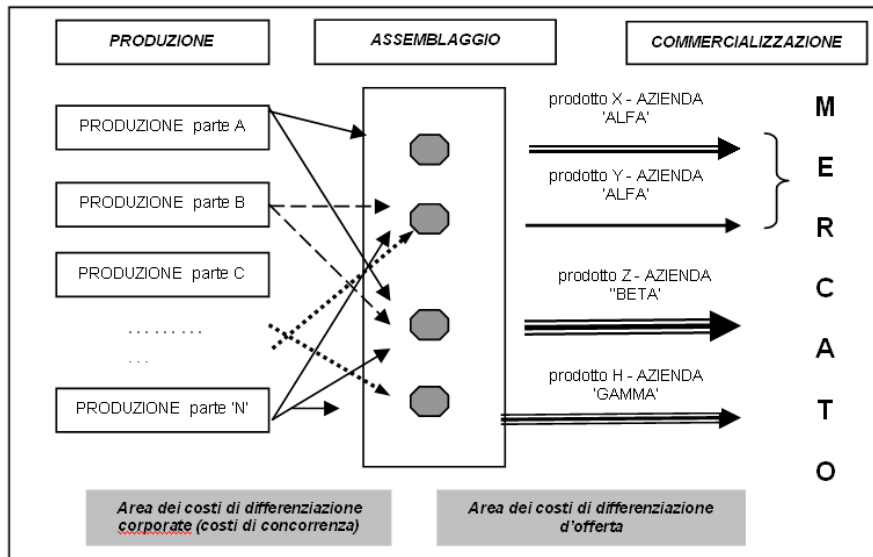 PRODUZIONE
ASSEMBLAGGIO
COMMERCIALIZZAZIONE
PRODUZIONE parte A
PRODUZIONE parte B
PRODUZIONE parte C
… … …
…
PRODUZIONE parte 'N'
prodotto X - AZIENDA
'ALFA'
prodotto Y - AZIENDA
'ALFA'
prodotto Z - AZIENDA
"BETA'
prodotto H - AZIENDA
'GAMMA'
M
E
R
C
A
T
O
Area dei costi di differenziazione
corporate (costi di concorrenza)
Area dei costi di differenziazione
d'offerta